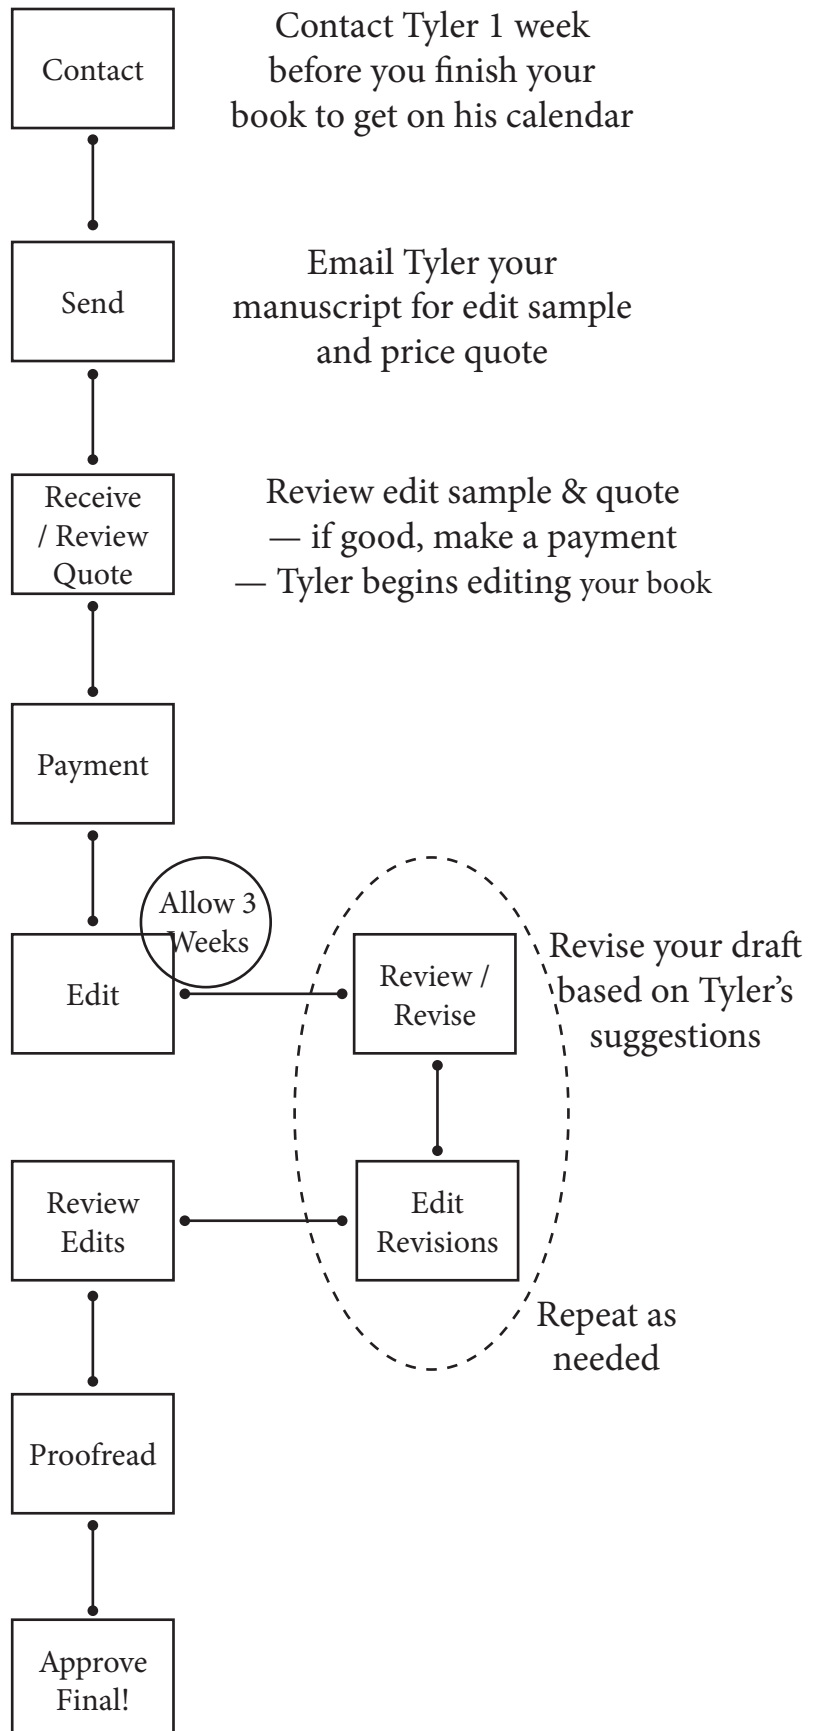 Contact
Contact Tyler 1 week
before you finish your
book to get on his calendar
Send
Email Tyler your
manuscript for edit sample
and price quote
Receive
/ Review
Quote
Review edit sample & quote
— if good, make a payment
— Tyler begins editing your book
Payment
Allow 3
Weeks
Edit
Review /
Revise
Revise your draft
based on Tyler’s
suggestions
Edit
Revisions
Repeat as
needed
Review
Edits
Proofread
Approve
Final!